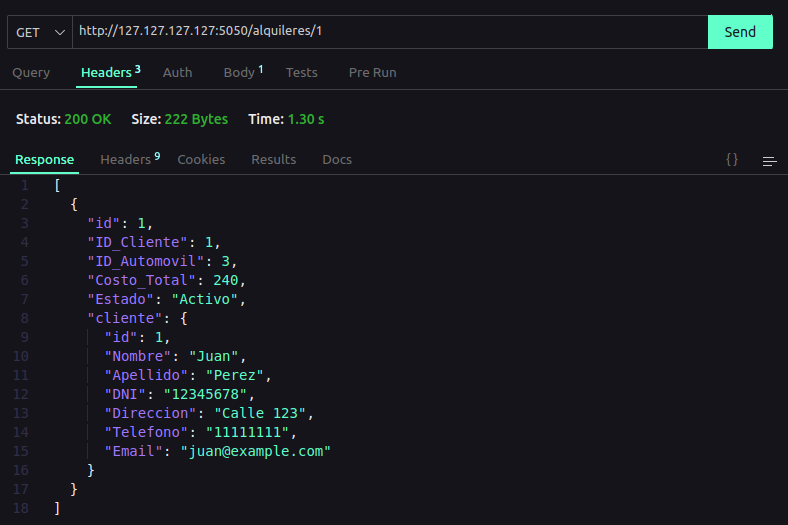 GET http://127.127.127.127:5050/alquileres/1 Send
Query Headers 3 Auth Body 1 Tests Pre Run
Status: 200 OK Size: 222 Bytes Time: 1.30 s
Response Headers 9 Cookies Results Docs {}
1 [
2 {
3 "id": 1,
4 "ID_Cliente": 1,
5 "ID_Automovil": 3,
6 "Costo_Total": 240,
7 "Estado": "Activo",
8 "cliente": {
9 "id": 1,
10 "Nombre": "Juan",
11 "Apellido": "Perez",
12 "DNI": "12345678",
13 "Direccion": "Calle 123",
14 "Telefono": "11111111",
15 "Email": "juan@example.com"
16 }
17 }
18 ]